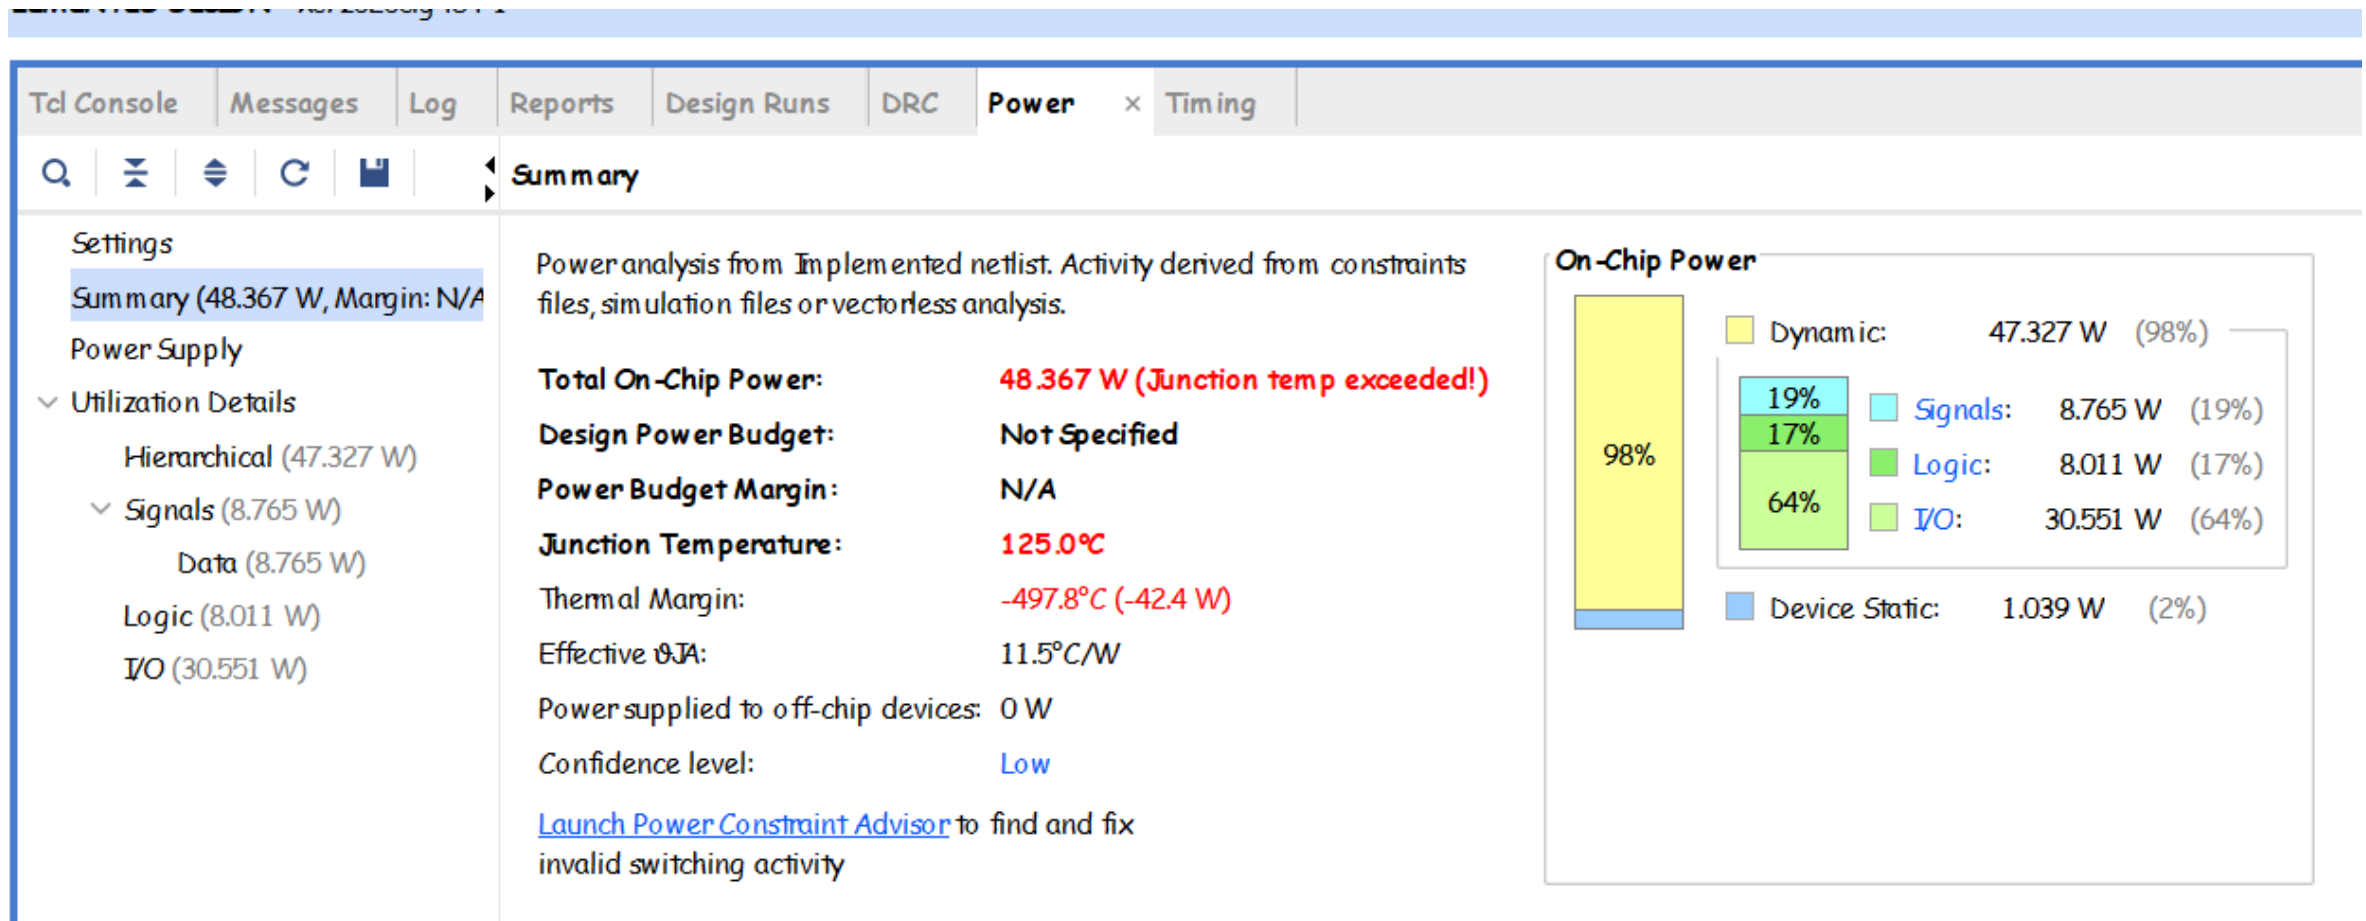 Tcl Console Messages Log Reports Design Runs DRC Power × Timing
Summary
Settings
Summary (48.367 W, Margin: N/A
Power Supply
Utilization Details
Hierarchical (47.327 W)
Signals (8.765 W)
Data (8.765 W)
Logic (8.011 W)
I/O (30.551 W)
Power analysis from Implemented netlist. Activity derived from constraints
files, simulation files or vectorless analysis.
Total On-Chip Power: 48.367 W (Junction temp exceeded!)
Design Power Budget: Not Specified
Power Budget Margin: N/A
Junction Temperature: 125.0°C
Thermal Margin: -497.8°C (-42.4 W)
Effective ϑJA: 11.5°C/W
Power supplied to off-chip devices: 0 W
Confidence level: Low
Launch Power Constraint Advisor to find and fix
invalid switching activity
On-Chip Power
98%
Dynamic: 47.327 W (98%)
19%
17%
64%
Signals: 8.765 W (19%)
Logic: 8.011 W (17%)
I/O: 30.551 W (64%)
Device Static: 1.039 W (2%)